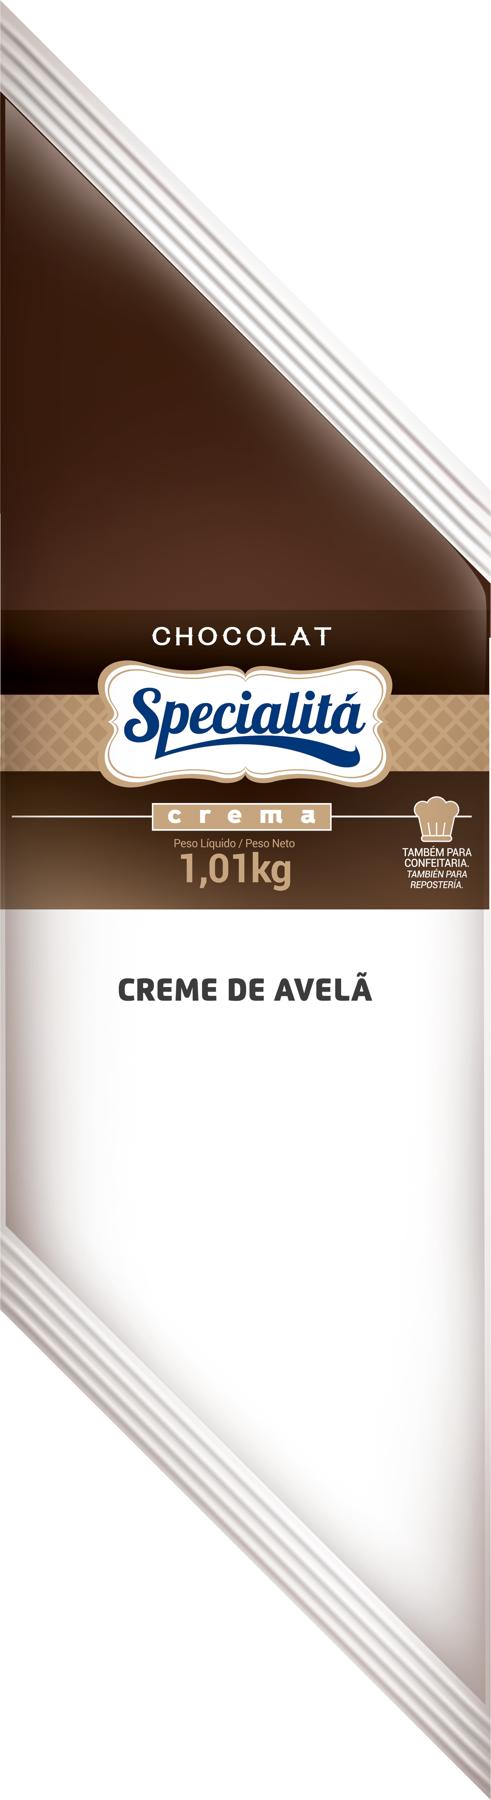 CHOCOLAT
Specialitá
crema
Peso Líquido / Peso Neto
1,01kg
TAMBÉM PARA
CONFEITARIA.
TAMBIÉN PARA
REPOSTERÍA.
CREME DE AVELÃ